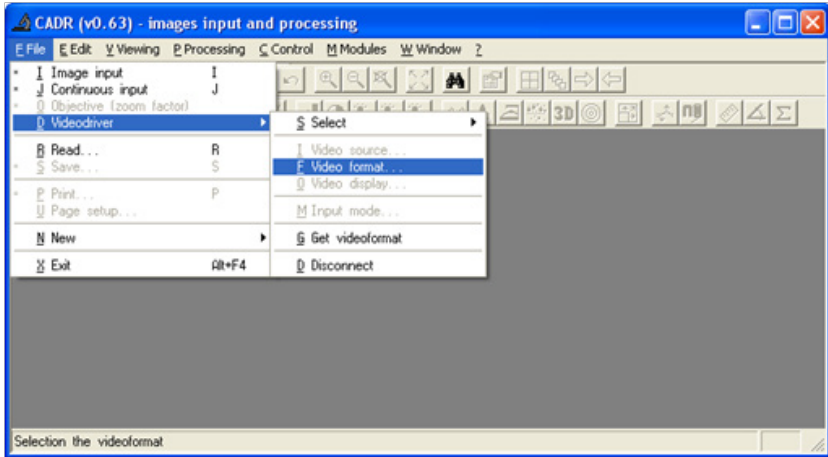 CADR (v0.63) - images input and processing
F File E Edit V Viewing P Processing C Control M Modules W Window ?
I Image input I
J Continuous input J
O Objective (zoom factor)
D Videodriver
R Read... R
S Save... S
P Print... P
U Page setup...
N New
X Exit Alt+F4
S Select
I Video source...
F Video format...
O Video display...
M Input mode...
G Get videoformat
D Disconnect
3D
Selection the videoformat